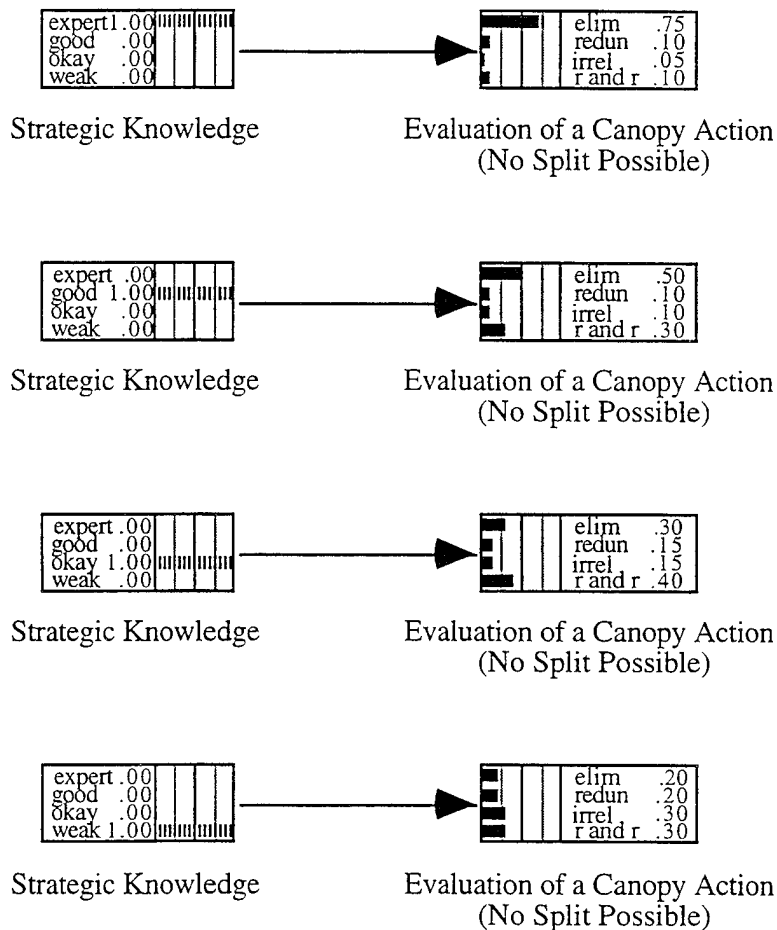 expert 1.00
good .00
okay .00
weak .00
elim .75
redun .10
irrel .05
r and r .10
Strategic Knowledge
Evaluation of a Canopy Action
(No Split Possible)
expert .00
good 1.00
okay .00
weak .00
elim .50
redun .10
irrel .10
r and r .30
Strategic Knowledge
Evaluation of a Canopy Action
(No Split Possible)
expert .00
good .00
okay 1.00
weak .00
elim .30
redun .15
irrel .15
r and r .40
Strategic Knowledge
Evaluation of a Canopy Action
(No Split Possible)
expert .00
good .00
okay .00
weak 1.00
elim .20
redun .20
irrel .30
r and r .30
Strategic Knowledge
Evaluation of a Canopy Action
(No Split Possible)